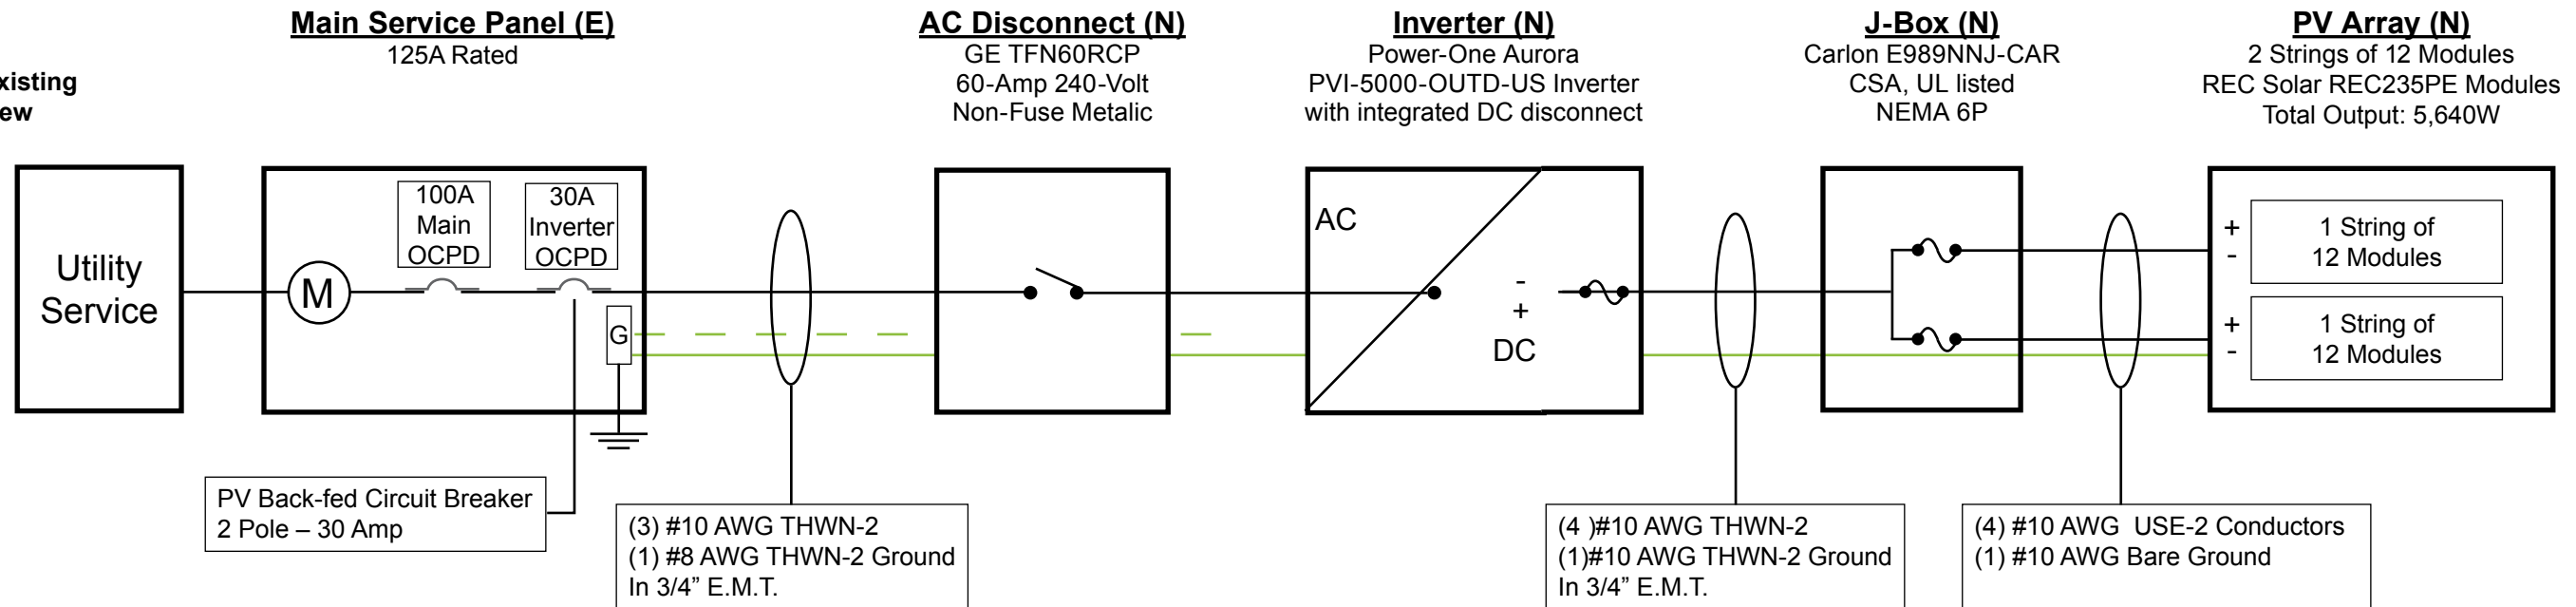 Main Service Panel (E)
125A Rated
AC Disconnect (N)
GE TFN60RCP
60-Amp 240-Volt
Non-Fuse Metalic
Inverter (N)
Power-One Aurora
PVI-5000-OUTD-US Inverter
with integrated DC disconnect
J-Box (N)
Carlon E989NNJ-CAR
CSA, UL listed
NEMA 6P
PV Array (N)
2 Strings of 12 Modules
REC Solar REC235PE Modules
Total Output: 5,640W
Utility
Service
M
100A
Main
OCPD
30A
Inverter
OCPD
G
AC
-
+
DC
+
-
1 String of
12 Modules
+
-
1 String of
12 Modules
PV Back-fed Circuit Breaker
2 Pole – 30 Amp
(3) #10 AWG THWN-2
(1) #8 AWG THWN-2 Ground
In 3/4” E.M.T.
(4 )#10 AWG THWN-2
(1)#10 AWG THWN-2 Ground
In 3/4” E.M.T.
(4) #10 AWG  USE-2 Conductors
(1) #10 AWG Bare Ground